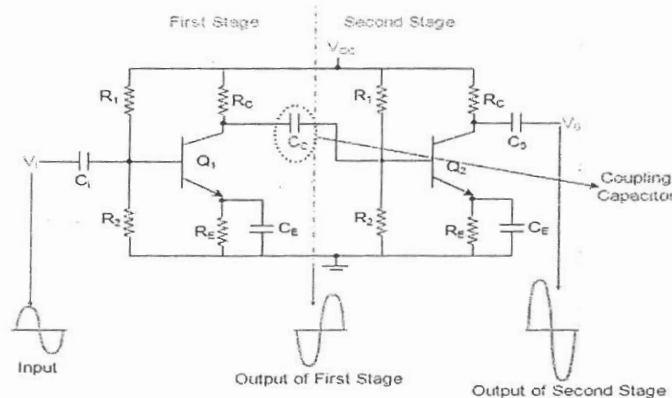 First Stage
Second Stage
VCC
R1
RC
R1
RC
CC
Vi
Ci
Q1
Q2
Co
Vo
Coupling
Capacitor
R2
RE
CE
R2
RE
CE
Input
Output of First Stage
Output of Second Stage